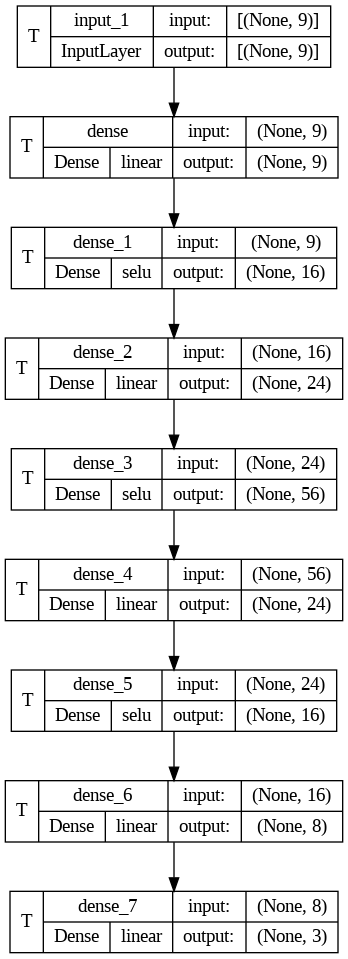 T input_1 input: [(None, 9)]
InputLayer output: [(None, 9)]
T dense input: (None, 9)
Dense linear output: (None, 9)
T dense_1 input: (None, 9)
Dense selu output: (None, 16)
T dense_2 input: (None, 16)
Dense linear output: (None, 24)
T dense_3 input: (None, 24)
Dense selu output: (None, 56)
T dense_4 input: (None, 56)
Dense linear output: (None, 24)
T dense_5 input: (None, 24)
Dense selu output: (None, 16)
T dense_6 input: (None, 16)
Dense linear output: (None, 8)
T dense_7 input: (None, 8)
Dense linear output: (None, 3)